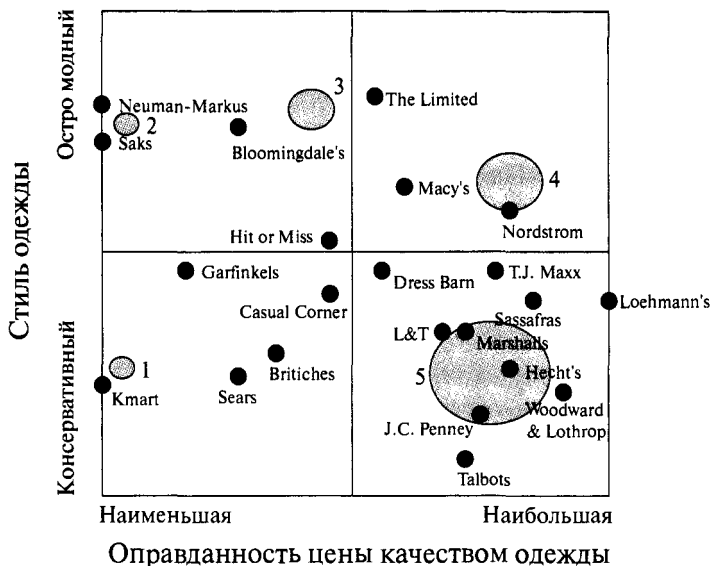 Стиль одежды
Остро модный
Консервативный
3
Neuman-Markus
2
Saks
Bloomingdale's
The Limited
4
Macy's
Nordstrom
Hit or Miss
Garfinkels
Casual Corner
Dress Barn
T.J. Maxx
Sassafras
Loehmann's
L&T
Marshalls
1
Kmart
Sears
Britiches
5
Hecht's
J.C. Penney
Woodward
& Lothrop
Talbots
Наименьшая
Наибольшая
Оправданность цены качеством одежды